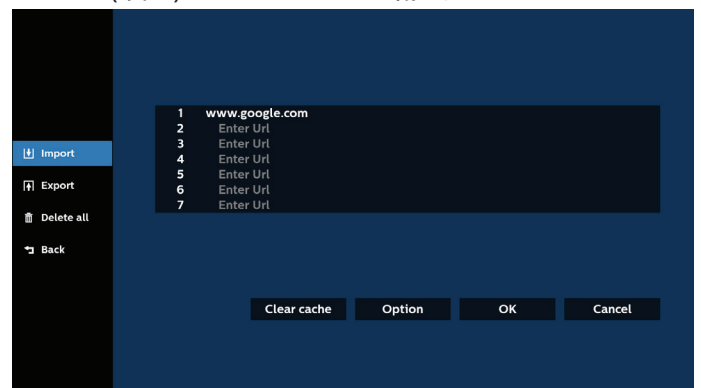 Import
Export
Delete all
Back
1 www.google.com
2 Enter Url
3 Enter Url
4 Enter Url
5 Enter Url
6 Enter Url
7 Enter Url
Clear cache Option OK Cancel